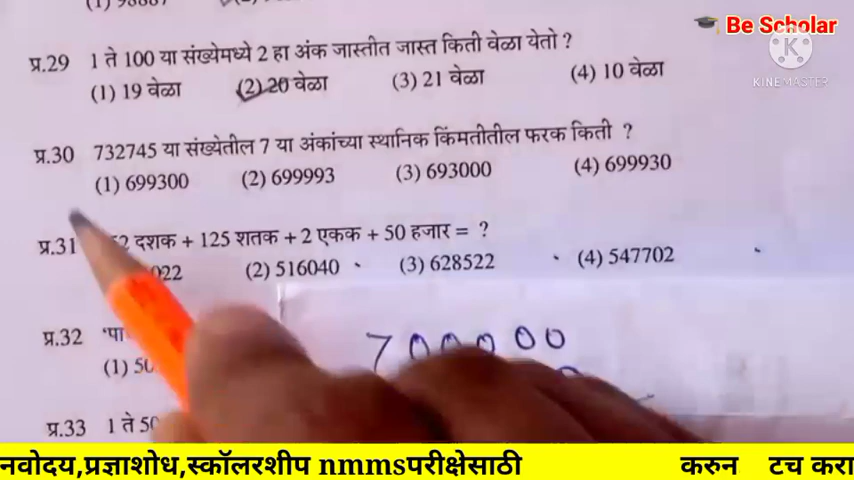 Be Scholar
KINEMASTER
प्र.29 1 ते 100 या संख्येमध्ये 2 हा अंक जास्तीत जास्त किती वेळा येतो ?
(1) 19 वेळा (2) 20 वेळा (3) 21 वेळा (4) 10 वेळा
प्र.30 732745 या संख्येतील 7 या अंकांच्या स्थानिक किंमतीतील फरक किती ?
(1) 699300 (2) 699993 (3) 693000 (4) 699930
प्र.31 दशक + 125 शतक + 2 एकक + 50 हजार = ?
022 (2) 516040 (3) 628522 (4) 547702
प्र.32 'पा
(1) 50
700000
प्र.33 1 ते 50
नवोदय,प्रज्ञाशोध,स्कॉलरशीप nmmsपरीक्षेसाठी करुन टच करा